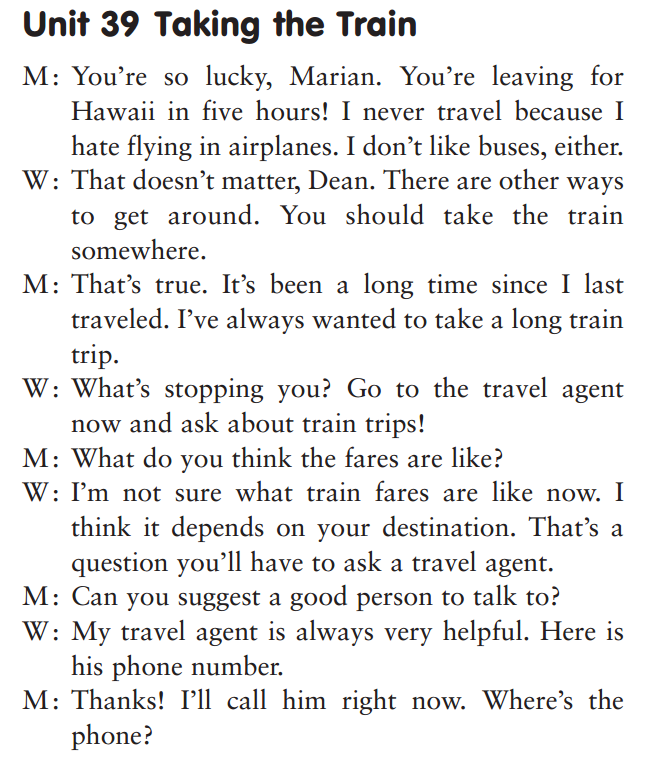 Unit 39 Taking the Train
M: You're so lucky, Marian. You're leaving for
Hawaii in five hours! I never travel because I
hate flying in airplanes. I don't like buses, either.
W: That doesn't matter, Dean. There are other ways
to get around. You should take the train
somewhere.
M: That's true. It's been a long time since I last
traveled. I've always wanted to take a long train
trip.
W: What's stopping you? Go to the travel agent
now and ask about train trips!
M: What do you think the fares are like?
W: I'm not sure what train fares are like now. I
think it depends on your destination. That's a
question you'll have to ask a travel agent.
M: Can you suggest a good person to talk to?
W: My travel agent is always very helpful. Here is
his phone number.
M: Thanks! I'll call him right now. Where's the
phone?